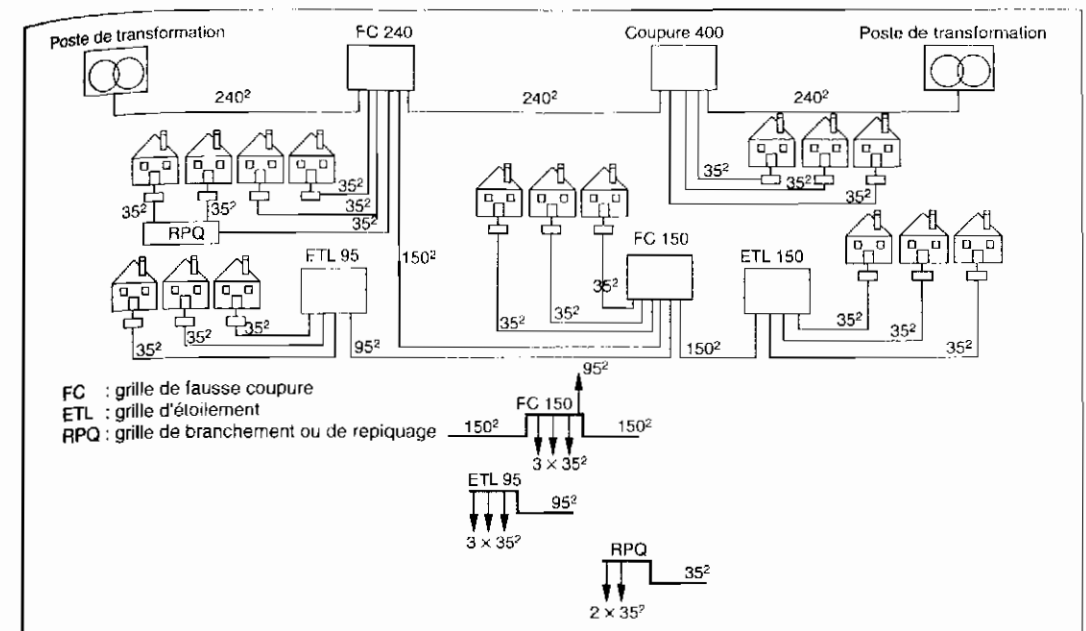 Poste de transformation
FC 240
Coupure 400
Poste de transformation
240²
240²
240²
35²
35²
35²
35²
35²
35²
35²
35²
RPQ
FC 150
ETL 95
150²
ETL 150
35²
35²
35²
35²
35²
35²
35²
35²
35²
95²
150²
95²
FC : grille de fausse coupure
ETL : grille d'étoilement
RPQ : grille de branchement ou de repiquage
FC 150
150²
150²
3 × 35²
ETL 95
95²
3 × 35²
RPQ
35²
2 × 35²